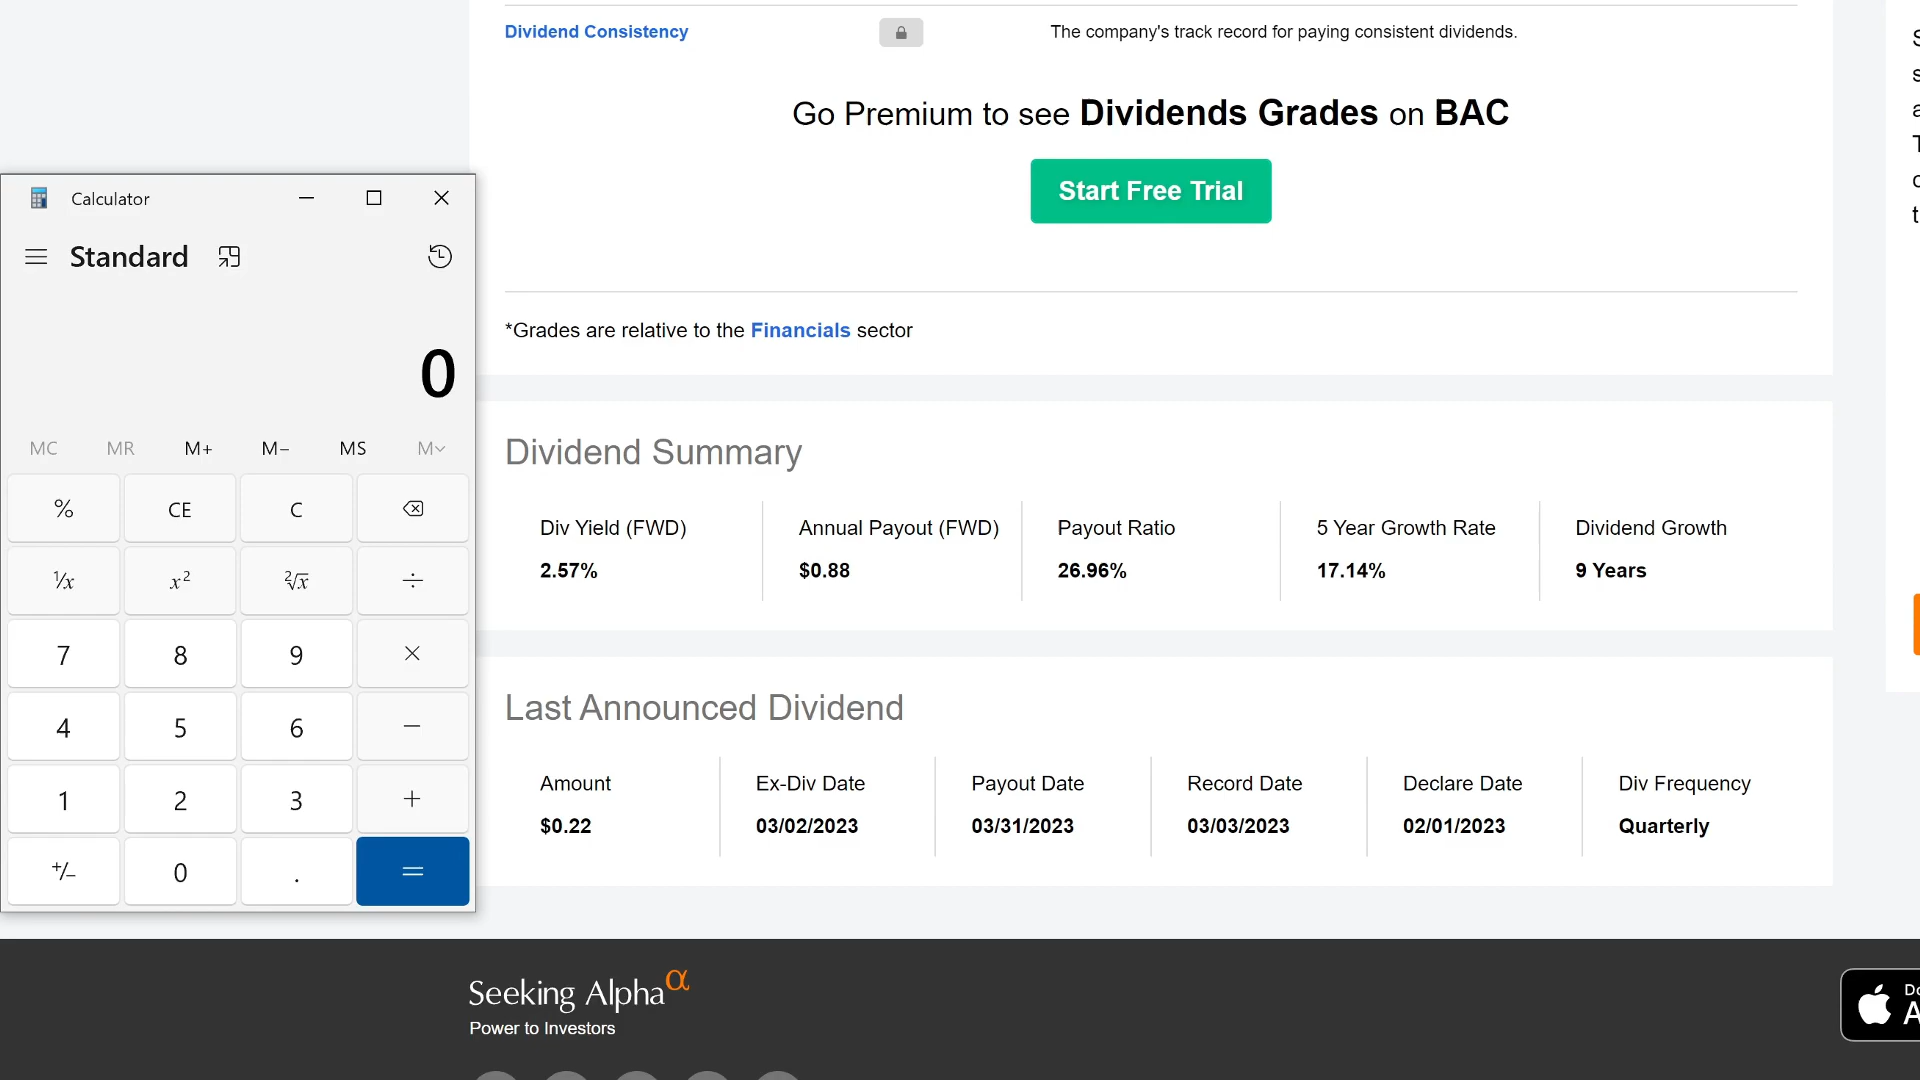 Dividend Consistency
The company's track record for paying consistent dividends.
Go Premium to see Dividends Grades on BAC
Start Free Trial
*Grades are relative to the Financials sector
Calculator
Standard
0
MC MR M+ M− MS M
% CE C
¹⁄x x² ²√x ÷
7 8 9 ×
4 5 6 −
1 2 3 +
+/− 0 . =
Dividend Summary
Div Yield (FWD) Annual Payout (FWD) Payout Ratio 5 Year Growth Rate Dividend Growth
2.57% $0.88 26.96% 17.14% 9 Years
Last Announced Dividend
Amount Ex-Div Date Payout Date Record Date Declare Date Div Frequency
$0.22 03/02/2023 03/31/2023 03/03/2023 02/01/2023 Quarterly
Seeking Alpha α
Power to Investors